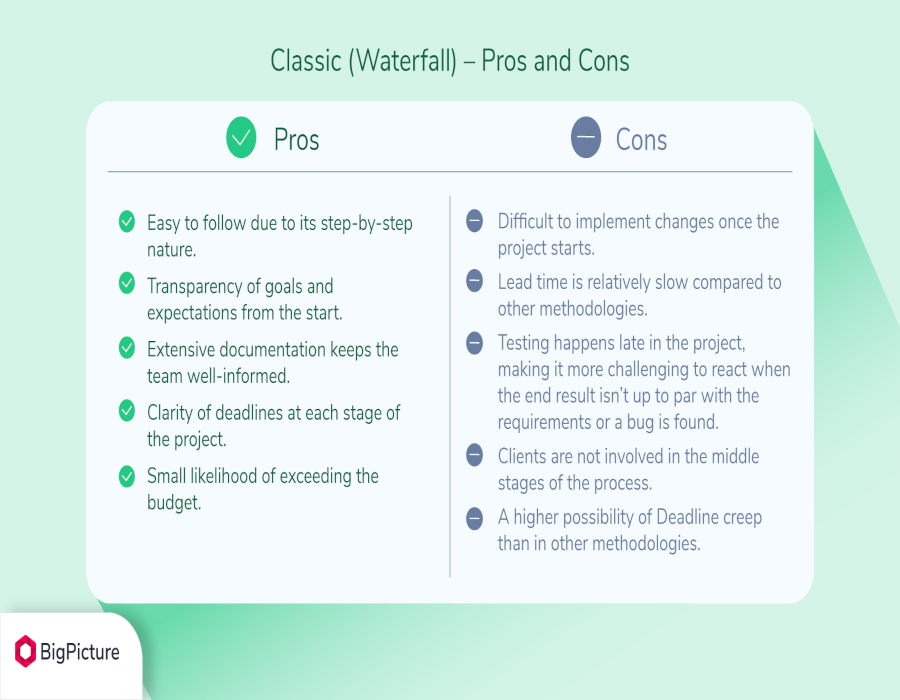 Classic (Waterfall) – Pros and Cons
Pros
Easy to follow due to its step-by-step
nature.
Transparency of goals and
expectations from the start.
Extensive documentation keeps the
team well-informed.
Clarity of deadlines at each stage of
the project.
Small likelihood of exceeding the
budget.
Cons
Difficult to implement changes once the
project starts.
Lead time is relatively slow compared to
other methodologies.
Testing happens late in the project,
making it more challenging to react when
the end result isn’t up to par with the
requirements or a bug is found.
Clients are not involved in the middle
stages of the process.
A higher possibility of Deadline creep
than in other methodologies.
BigPicture